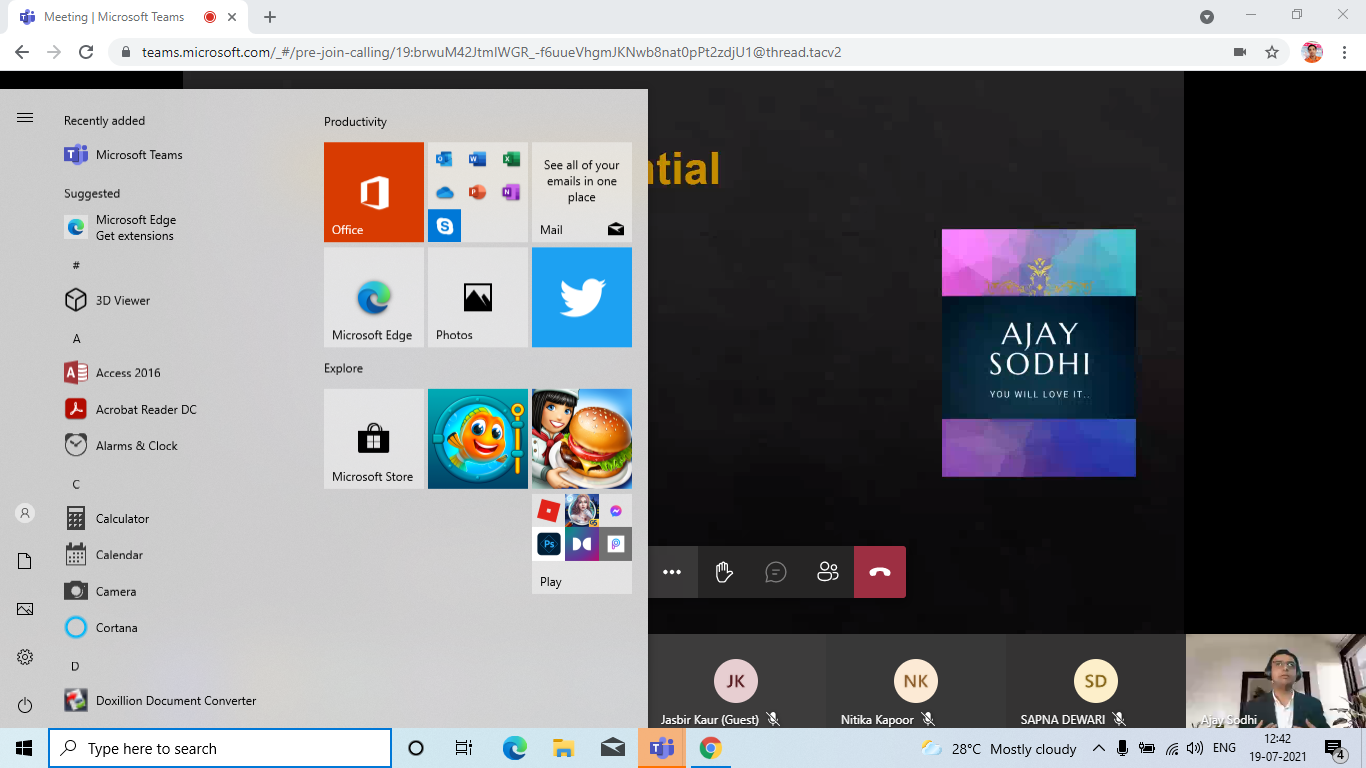 Meeting | Microsoft Teams
teams.microsoft.com/_#/pre-join-calling/19:brwuM42JtmIWGR_-f6uueVhgmJKNwb8nat0pPt2zdjU1@thread.tacv2
Recently added
Microsoft Teams
Suggested
Microsoft Edge
Get extensions
#
3D Viewer
A
Access 2016
Acrobat Reader DC
Alarms & Clock
C
Calculator
Calendar
Camera
Cortana
D
Doxillion Document Converter
Productivity
Office
See all of your
emails in one
place
Mail
Microsoft Edge
Photos
Explore
Microsoft Store
Ps
Play
ntial
AJAY
SODHI
YOU WILL LOVE IT..
JK
Jasbir Kaur (Guest)
NK
Nitika Kapoor
SD
SAPNA DEWARI
Ajay Sodhi
Type here to search
28°C Mostly cloudy
ENG
12:42
19-07-2021
4